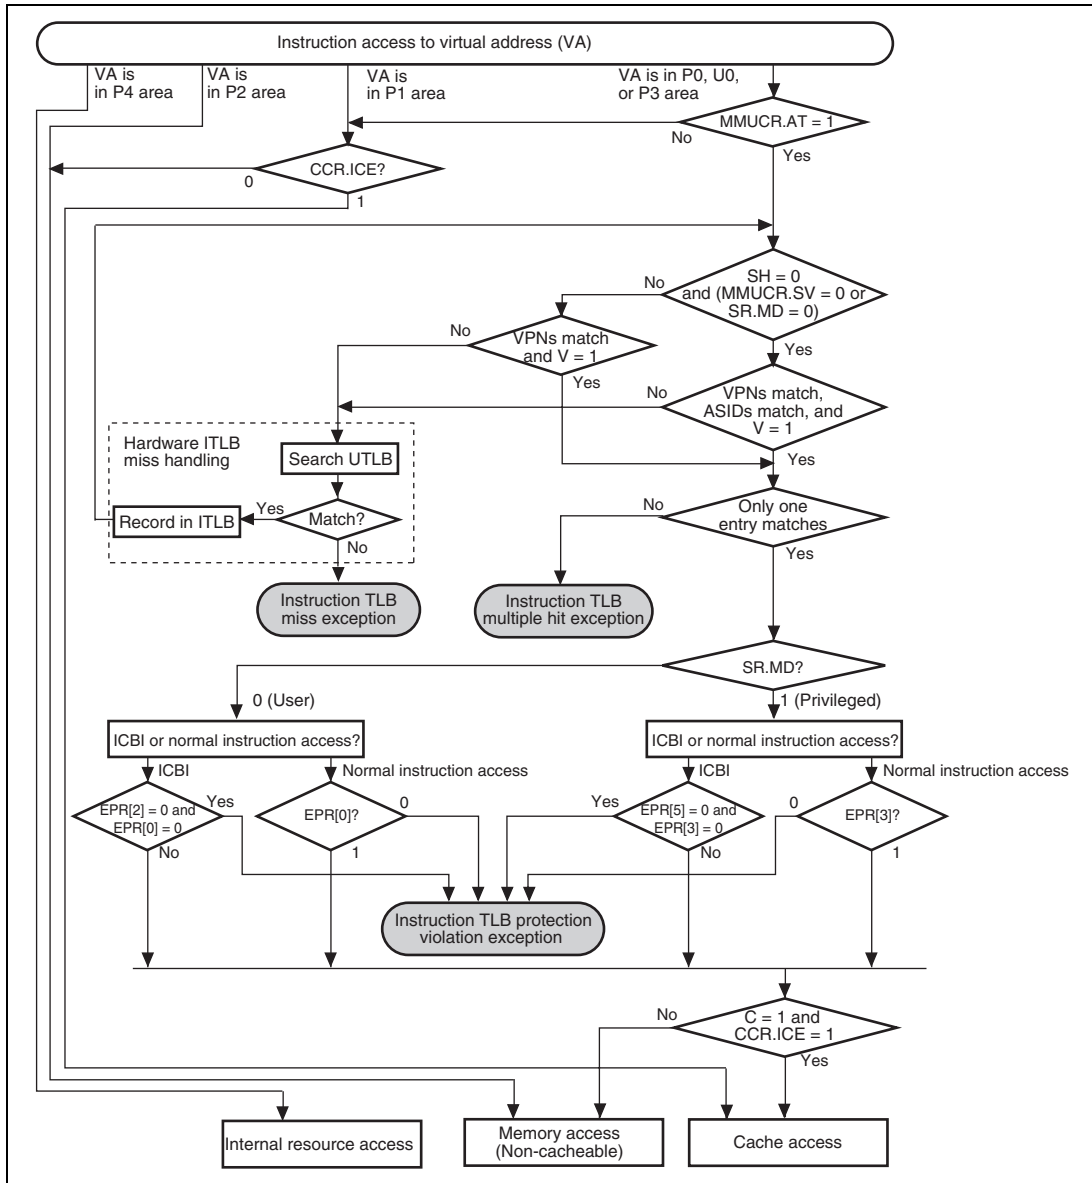 Instruction access to virtual address (VA)
VA is
in P4 area
VA is
in P2 area
VA is
in P1 area
VA is in P0, U0,
or P3 area
MMUCR.AT = 1
No
Yes
CCR.ICE?
0
1
SH = 0
and (MMUCR.SV = 0 or
SR.MD = 0)
No
Yes
VPNs match
and V = 1
No
Yes
VPNs match,
ASIDs match, and
V = 1
No
Yes
Hardware ITLB
miss handling
Search UTLB
Match?
Yes
No
Record in ITLB
Only one
entry matches
No
Yes
Instruction TLB
miss exception
Instruction TLB
multiple hit exception
SR.MD?
0 (User)
1 (Privileged)
ICBI or normal instruction access?
ICBI or normal instruction access?
ICBI
Normal instruction access
ICBI
Normal instruction access
EPR[2] = 0 and
EPR[0] = 0
Yes
No
EPR[0]?
0
1
EPR[5] = 0 and
EPR[3] = 0
Yes
No
EPR[3]?
0
1
Instruction TLB protection
violation exception
C = 1 and
CCR.ICE = 1
No
Yes
Internal resource access
Memory access
(Non-cacheable)
Cache access